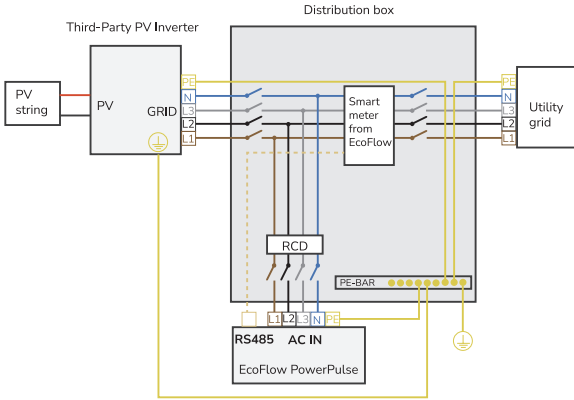 Distribution box
Third-Party PV Inverter
PV
string
PV
GRID
PE
N
L3
L2
L1
Smart
meter
from
EcoFlow
PE
N
L3
L2
L1
Utility
grid
RCD
PE-BAR
L1 L2 L3 N PE
RS485 AC IN
EcoFlow PowerPulse